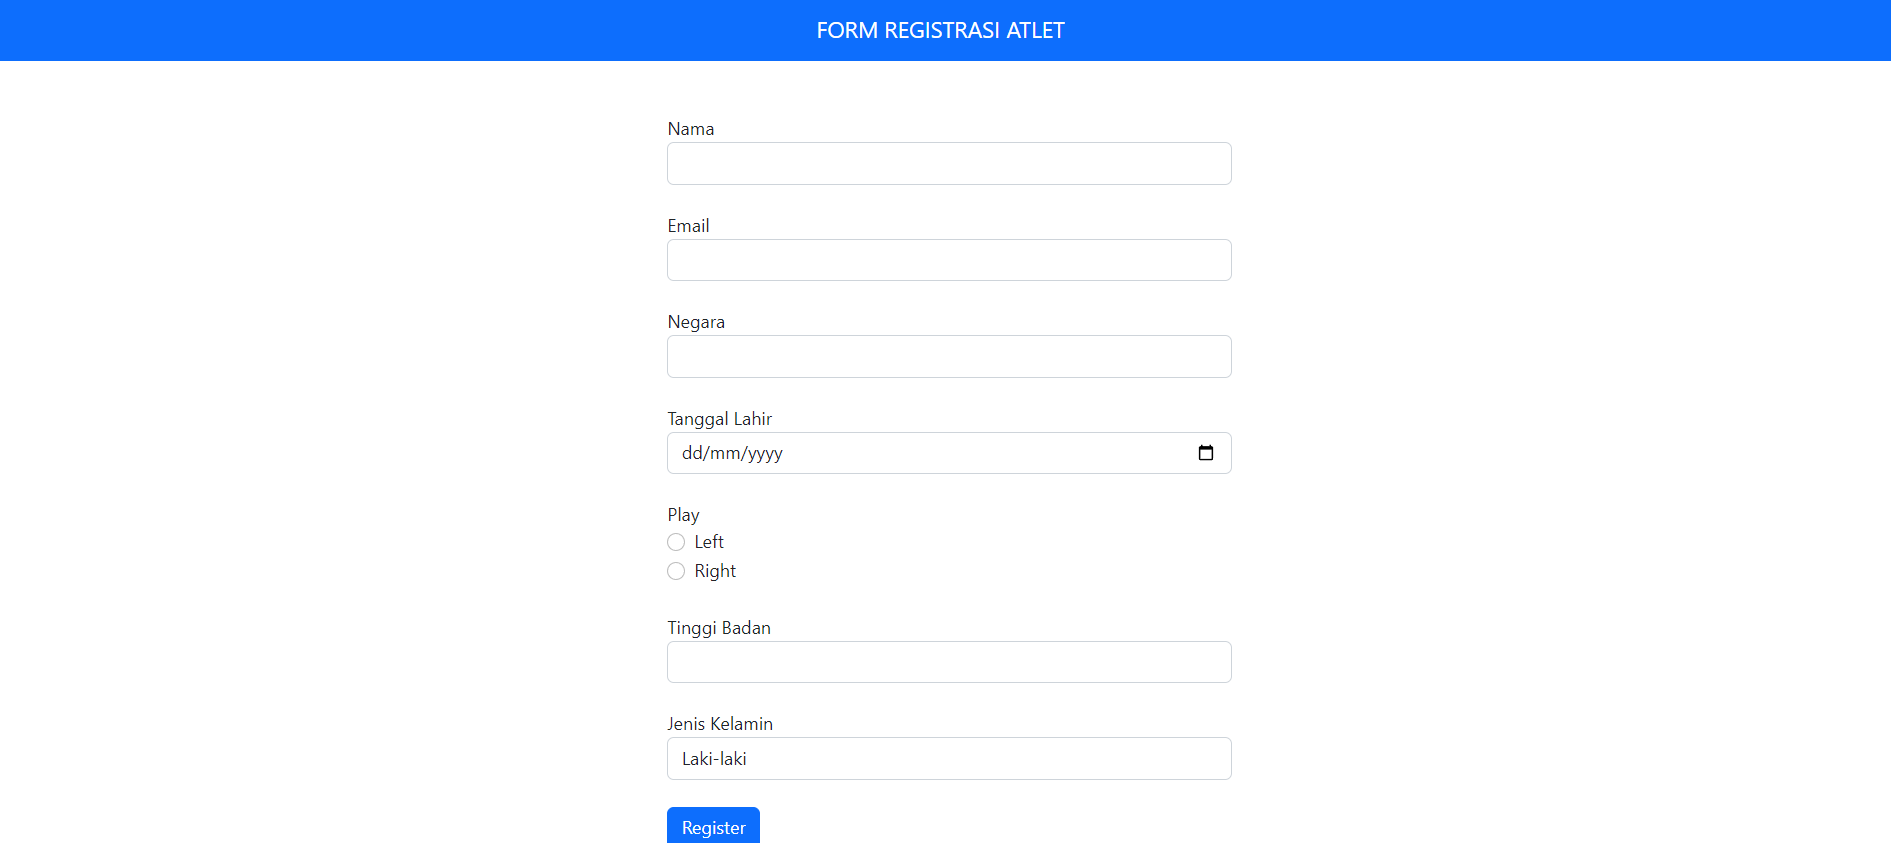 FORM REGISTRASI ATLET
Nama
Email
Negara
Tanggal Lahir
dd/mm/yyyy
Play
Left
Right
Tinggi Badan
Jenis Kelamin
Laki-laki
Register